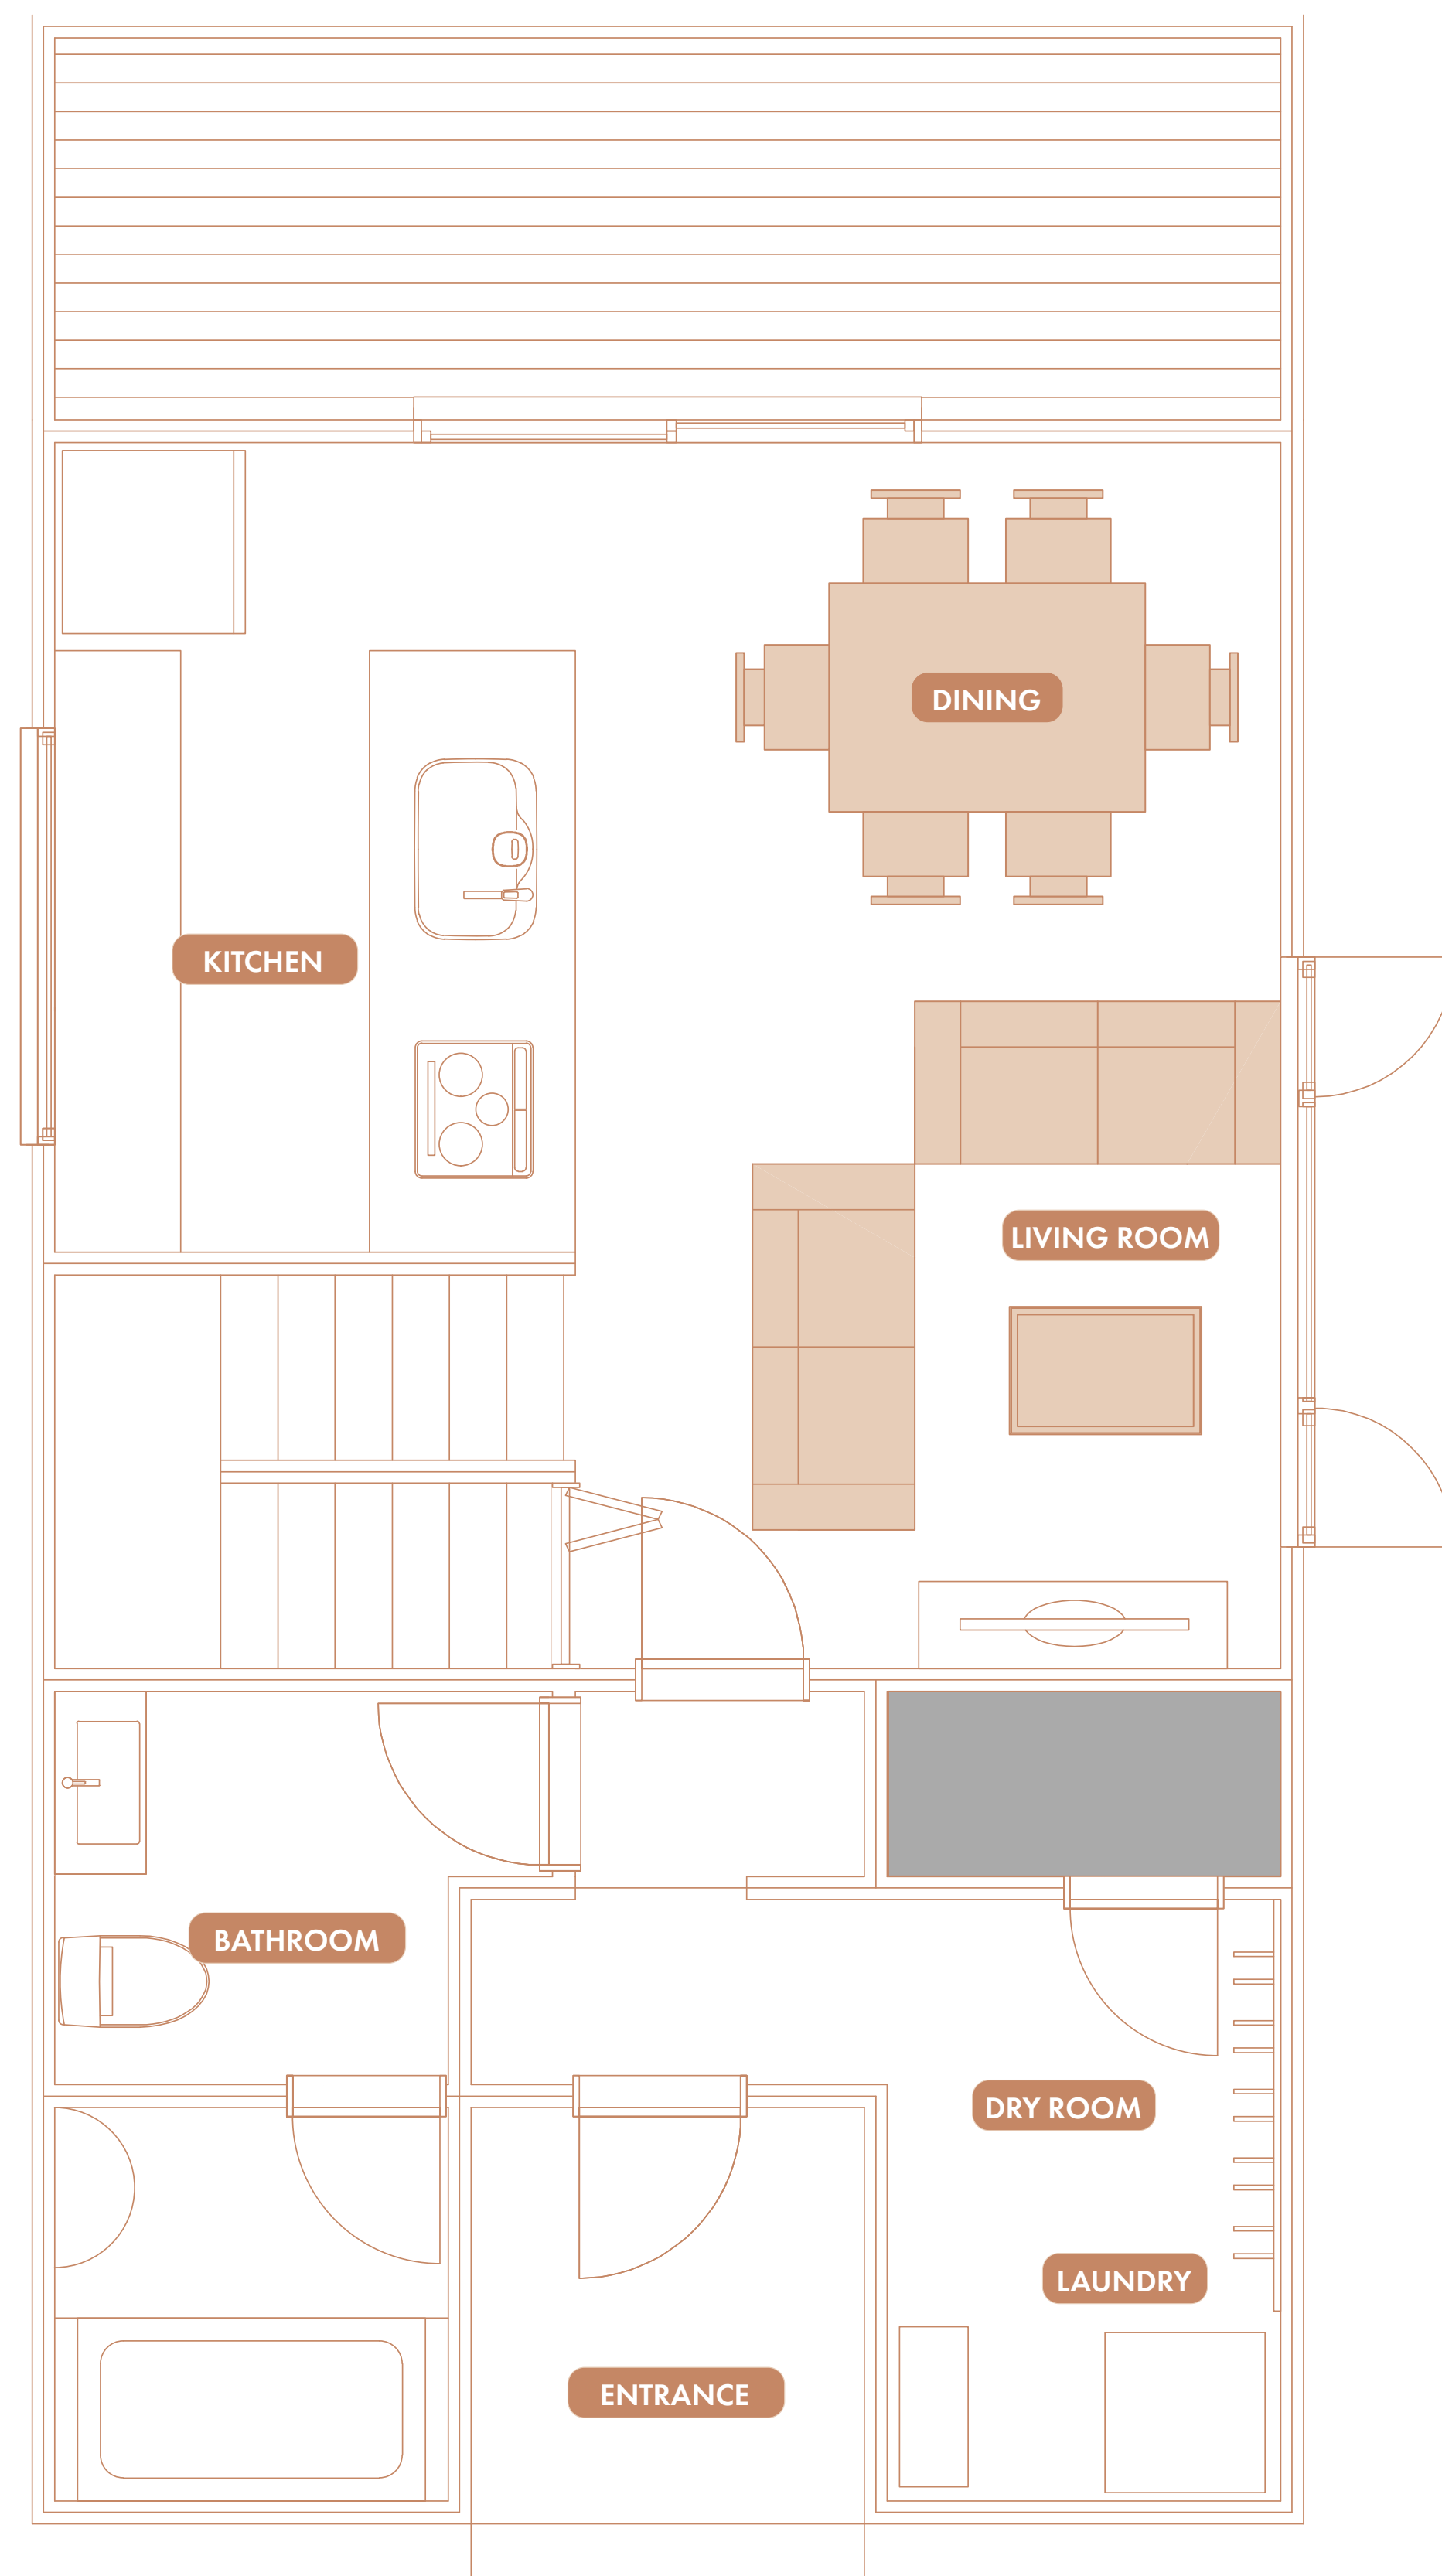 DINING
KITCHEN
LIVING ROOM
BATHROOM
DRY ROOM
LAUNDRY
ENTRANCE